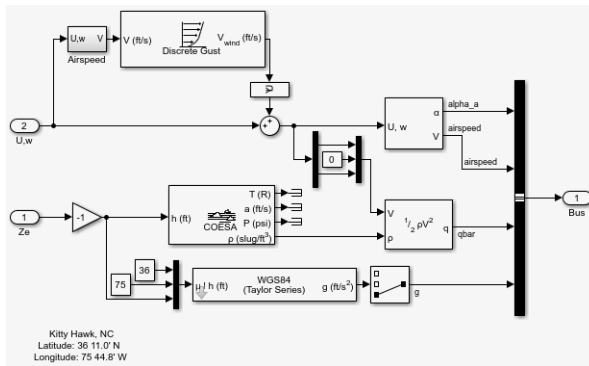 U,w V
Airspeed
V (ft/s)
V wind (ft/s)
Discrete Gust
2
U,w
+
+
U, w
α
V
alpha_a
airspeed
airspeed
0
1
Ze
-1
h (ft)
T (R)
a (ft/s)
P (psi)
ρ (slug/ft³)
COESA
V
ρ
1/2 ρV²
q
qbar
1
Bus
36
75
μ l h (ft)
WGS84
(Taylor Series)
g (ft/s²)
g
Kitty Hawk, NC
Latitude: 36 11.0' N
Longitude: 75 44.8' W